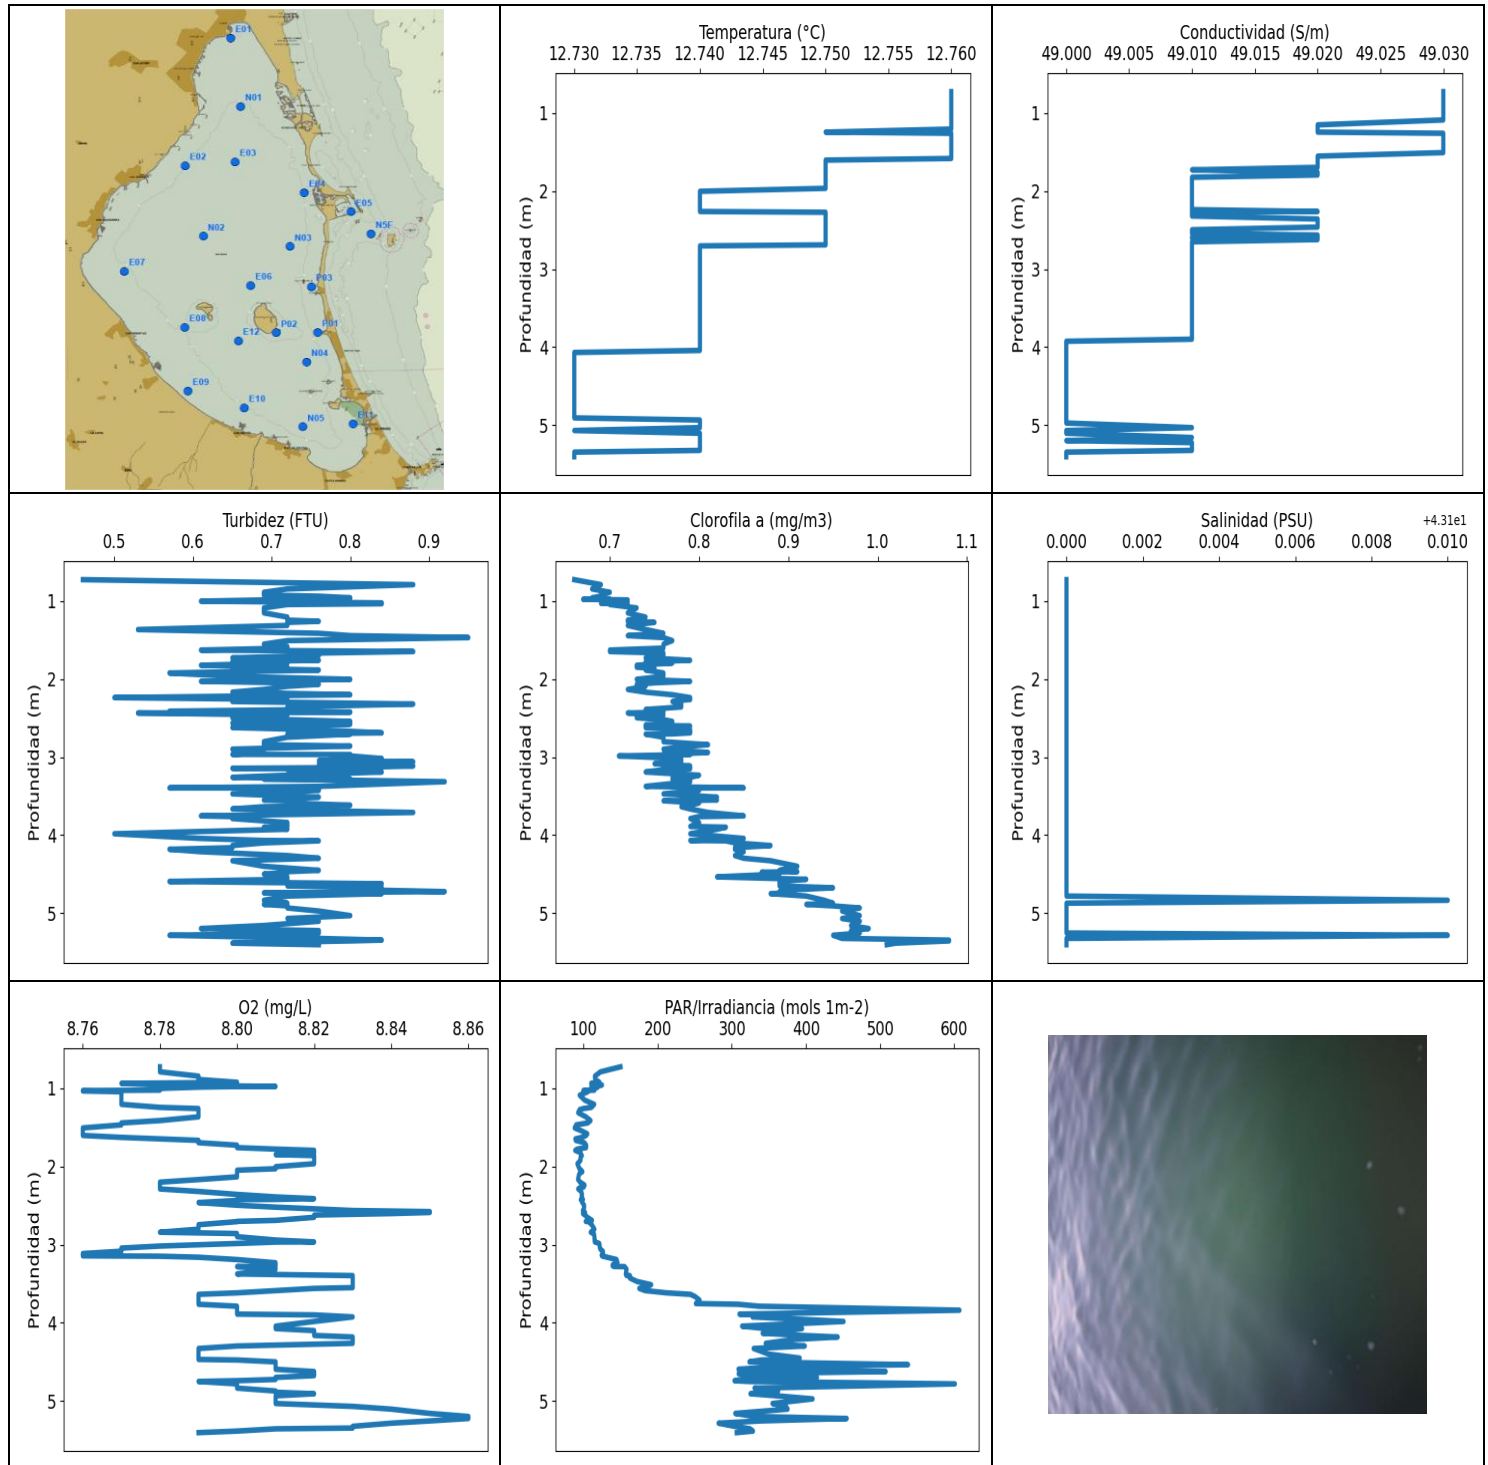 E01
N01
E02
E03
E04
E05
N5F
N02
N03
E07
E06
P03
E08
P02
P01
E12
N04
E09
E10
N05
E11
Temperatura (°C)
12.730 12.735 12.740 12.745 12.750 12.755 12.760
Profundidad (m)
1
2
3
4
5
Conductividad (S/m)
49.000 49.005 49.010 49.015 49.020 49.025 49.030
Profundidad (m)
1
2
3
4
5
Turbidez (FTU)
0.5 0.6 0.7 0.8 0.9
Profundidad (m)
1
2
3
4
5
Clorofila a (mg/m3)
0.7 0.8 0.9 1.0 1.1
Profundidad (m)
1
2
3
4
5
Salinidad (PSU)
+4.31e1
0.000 0.002 0.004 0.006 0.008 0.010
Profundidad (m)
1
2
3
4
5
O2 (mg/L)
8.76 8.78 8.80 8.82 8.84 8.86
Profundidad (m)
1
2
3
4
5
PAR/Irradiancia (mols 1m-2)
100 200 300 400 500 600
Profundidad (m)
1
2
3
4
5